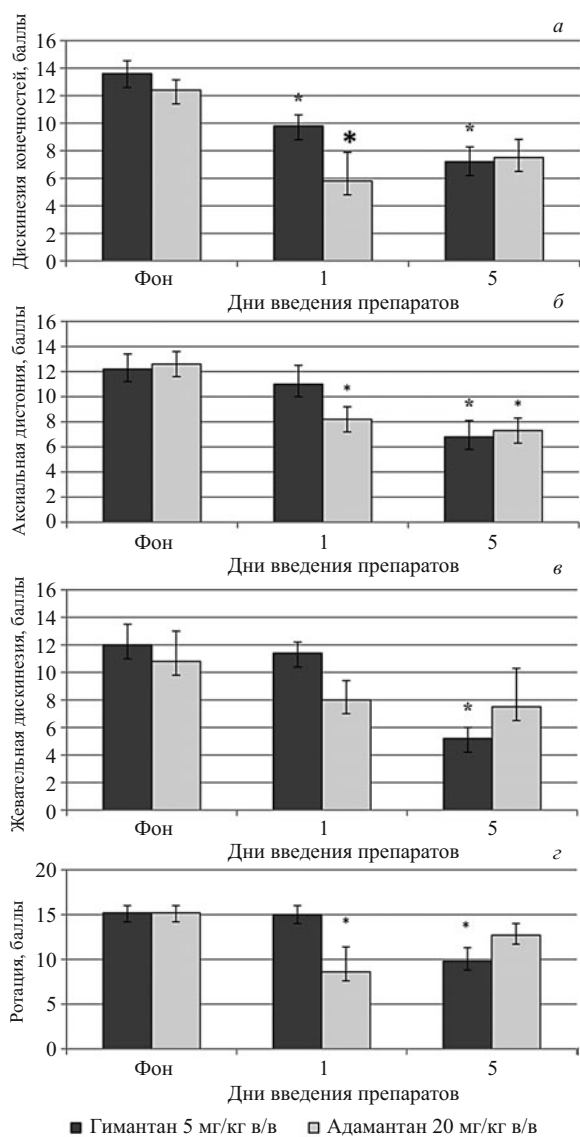 а
Дискинезия конечностей, баллы
16
14
12
10
8
6
4
2
0
*
*
*
Фон 1 5
Дни введения препаратов
б
Аксиальная дистония, баллы
16
14
12
10
8
6
4
2
0
*
*
*
Фон 1 5
Дни введения препаратов
в
Жевательная дискинезия, баллы
16
14
12
10
8
6
4
2
0
*
Фон 1 5
Дни введения препаратов
г
Ротация, баллы
20
15
10
5
0
*
*
Фон 1 5
Дни введения препаратов
Гимантан 5 мг/кг в/в Адамантан 20 мг/кг в/в